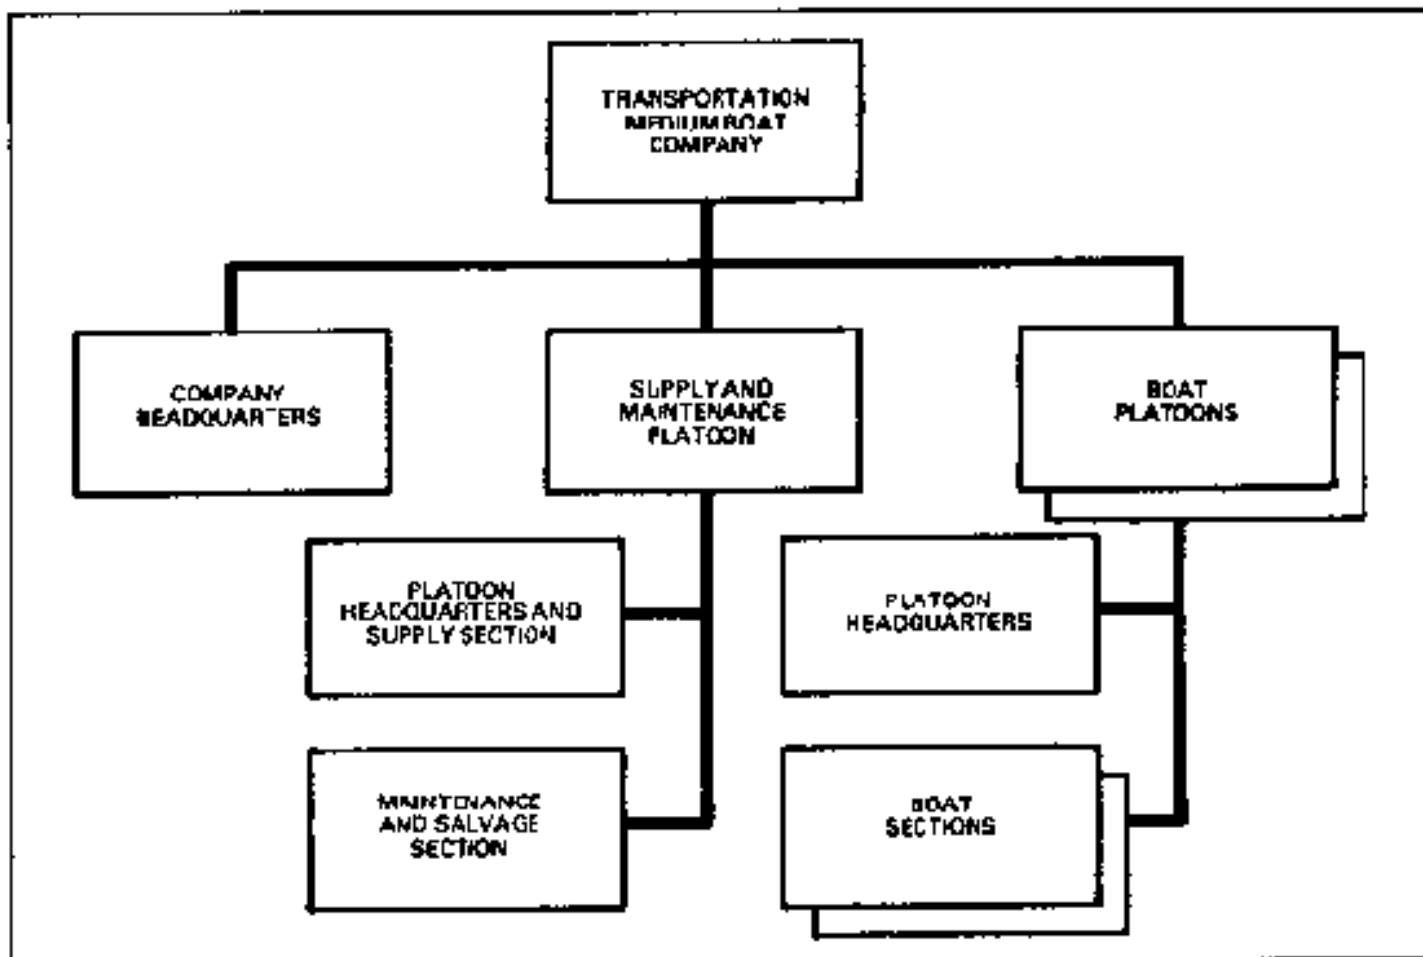 TRANSPORTATION
MEDIUM BOAT
COMPANY
COMPANY
HEADQUARTERS
SUPPLY AND
MAINTENANCE
PLATOON
BOAT
PLATOONS
PLATOON
HEADQUARTERS AND
SUPPLY SECTION
PLATOON
HEADQUARTERS
MAINTENANCE
AND SALVAGE
SECTION
BOAT
SECTIONS